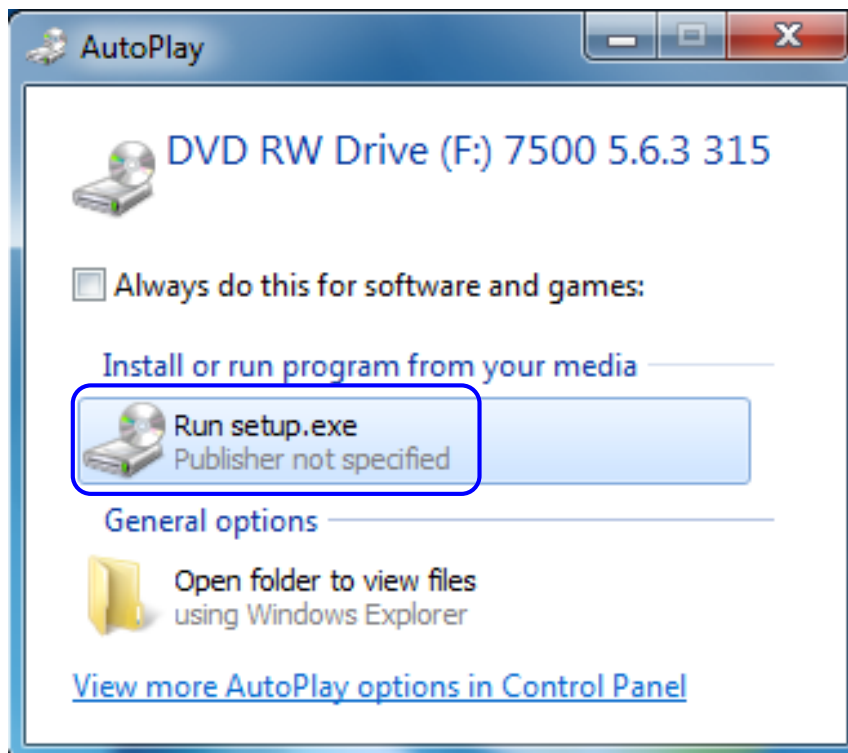 AutoPlay
DVD RW Drive (F:) 7500 5.6.3 315
Always do this for software and games:
Install or run program from your media
Run setup.exe
Publisher not specified
General options
Open folder to view files
using Windows Explorer
View more AutoPlay options in Control Panel